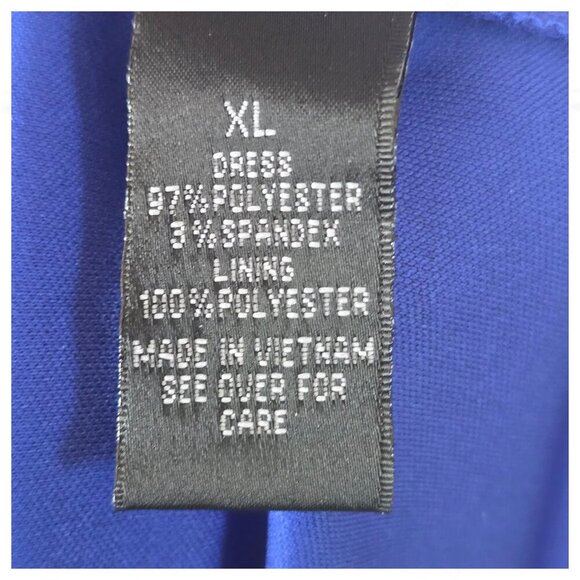 XL
DRESS
97%POLYESTER
3%SPANDEX
LINING
100%POLYESTER
MADE IN VIETNAM
SEE OVER FOR
CARE